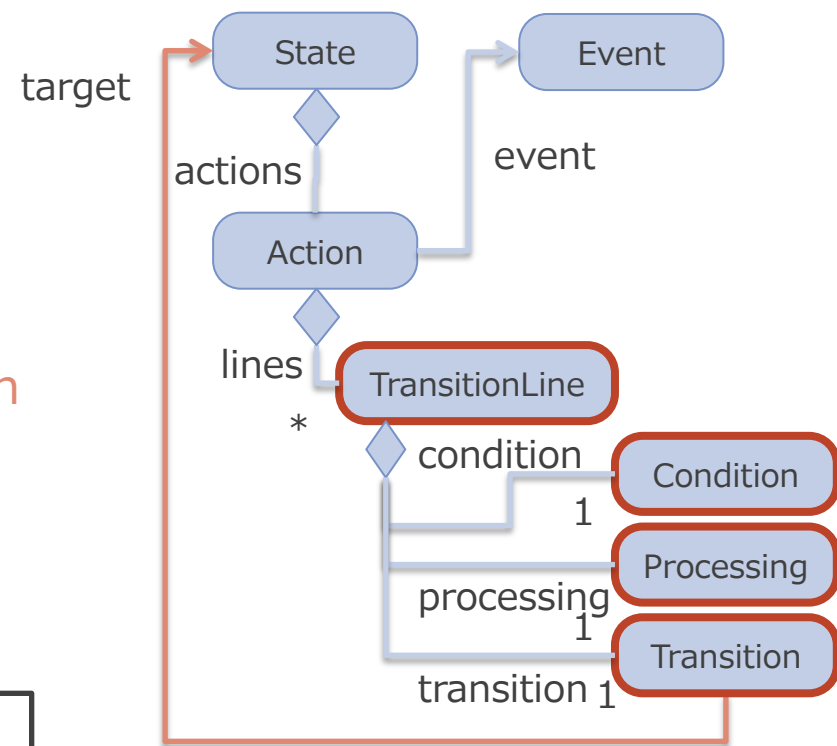 State
Event
target
event
actions
Action
lines
TransitionLine
*
condition
Condition
1
Processing
processing
1
Transition
transition 1